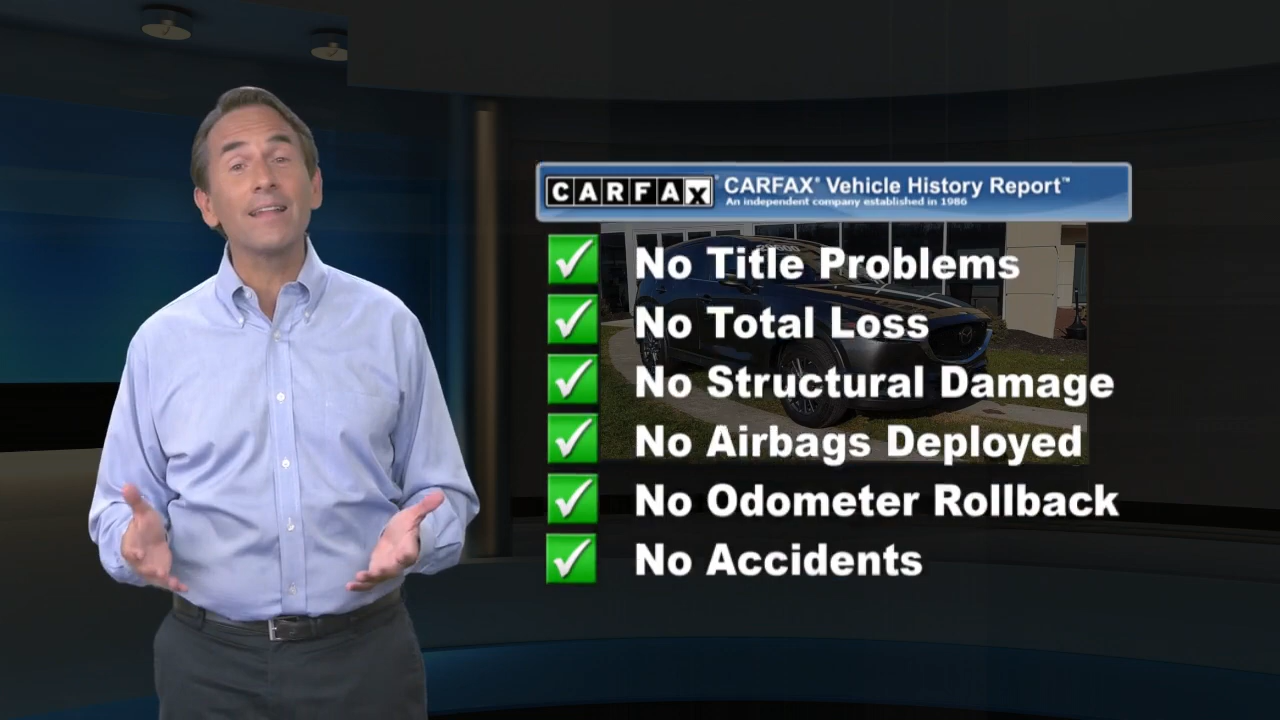 CARFAX® CARFAX® Vehicle History Report™
An independent company established in 1986
No Title Problems
No Total Loss
No Structural Damage
No Airbags Deployed
No Odometer Rollback
No Accidents